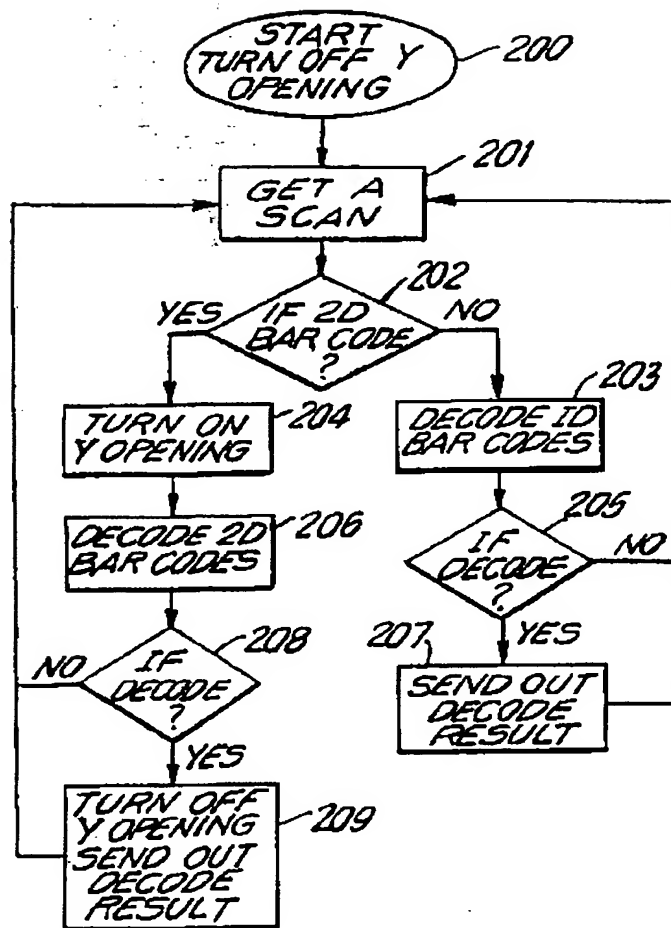 START
TURN OFF Y
OPENING
200
GET A
SCAN
201
IF 2D
BAR CODE
?
202
YES
NO
TURN ON
Y OPENING
204
DECODE 1D
BAR CODES
203
DECODE 2D
BAR CODES
206
IF
DECODE
?
205
NO
YES
IF
DECODE
?
208
NO
YES
SEND OUT
DECODE
RESULT
207
TURN OFF
Y OPENING
SEND OUT
DECODE
RESULT
209